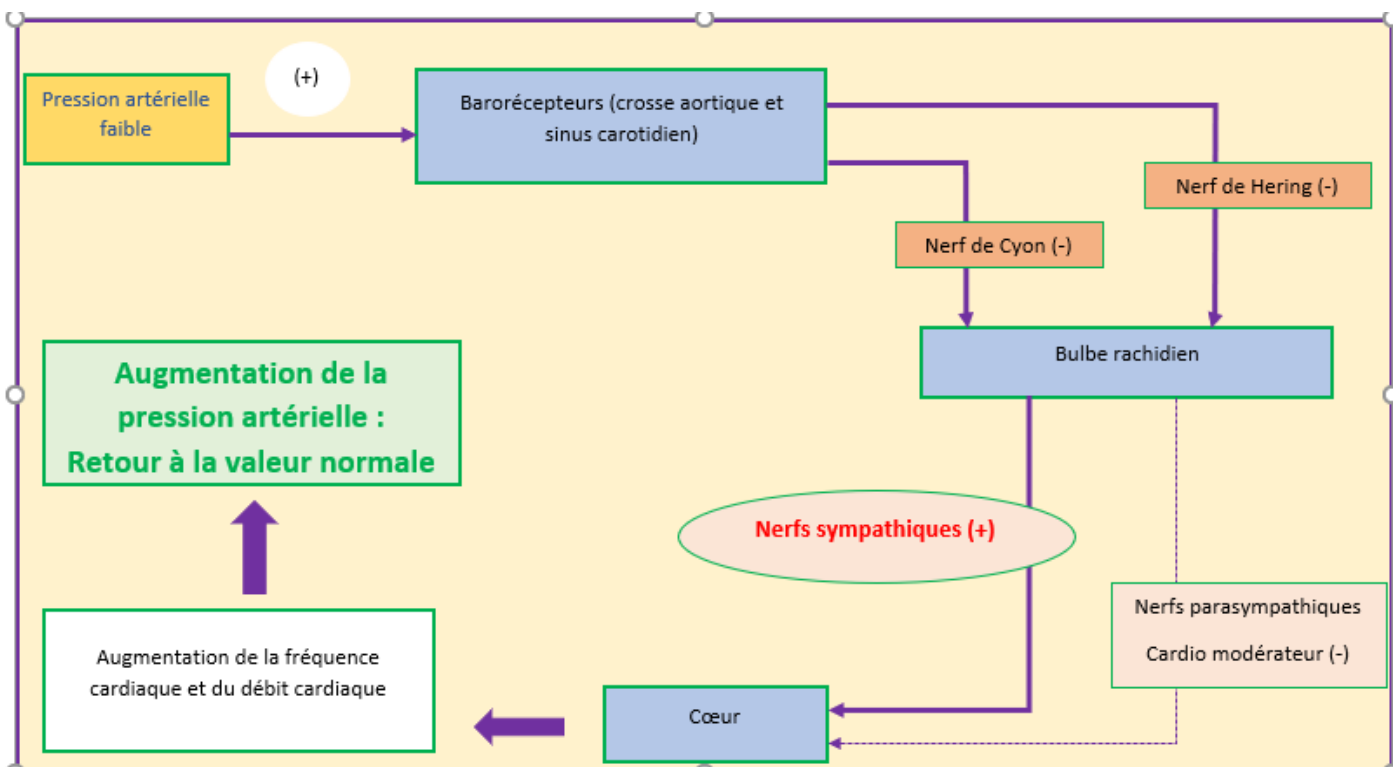 (+)
Pression artérielle
faible
Barorécepteurs (crosse aortique et
sinus carotidien)
Nerf de Hering (-)
Nerf de Cyon (-)
Bulbe rachidien
Augmentation de la
pression artérielle :
Retour à la valeur normale
Nerfs sympathiques (+)
Nerfs parasympathiques
Cardio modérateur (-)
Augmentation de la fréquence
cardiaque et du débit cardiaque
Cœur